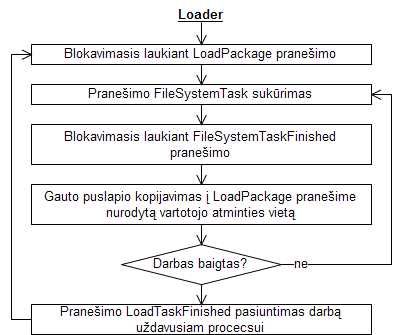 Loader
Blokavimasis laukiant LoadPackage pranešimo
Pranešimo FileSystemTask sukūrimas
Blokavimasis laukiant FileSystemTaskFinished
pranešimo
Gauto puslapio kopijavimas į LoadPackage pranešime
nurodytą vartotojo atminties vietą
Darbas baigtas?
ne
Pranešimo LoadTaskFinished pasiuntimas darbą
uždavusiam procecsui